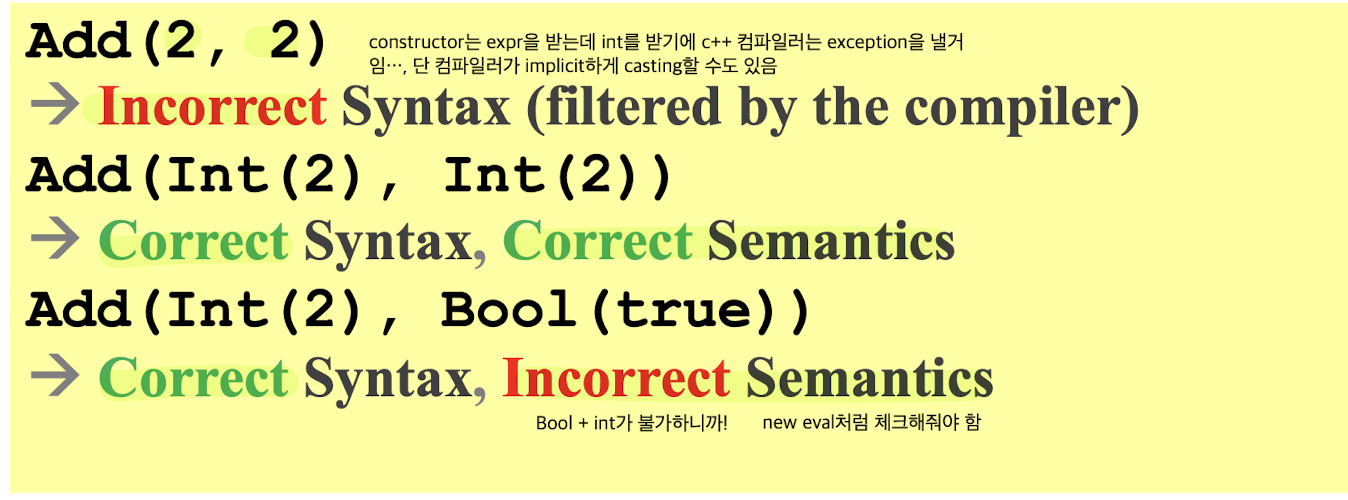 Add(2, 2)
constructor는 expr을 받는데 int를 받기에 c++ 컴파일러는 exception을 낼거
임…, 단 컴파일러가 implicit하게 casting할 수도 있음
→ Incorrect Syntax (filtered by the compiler)
Add(Int(2), Int(2))
→ Correct Syntax, Correct Semantics
Add(Int(2), Bool(true))
→ Correct Syntax, Incorrect Semantics
Bool + int가 불가하니까! new eval처럼 체크해줘야 함